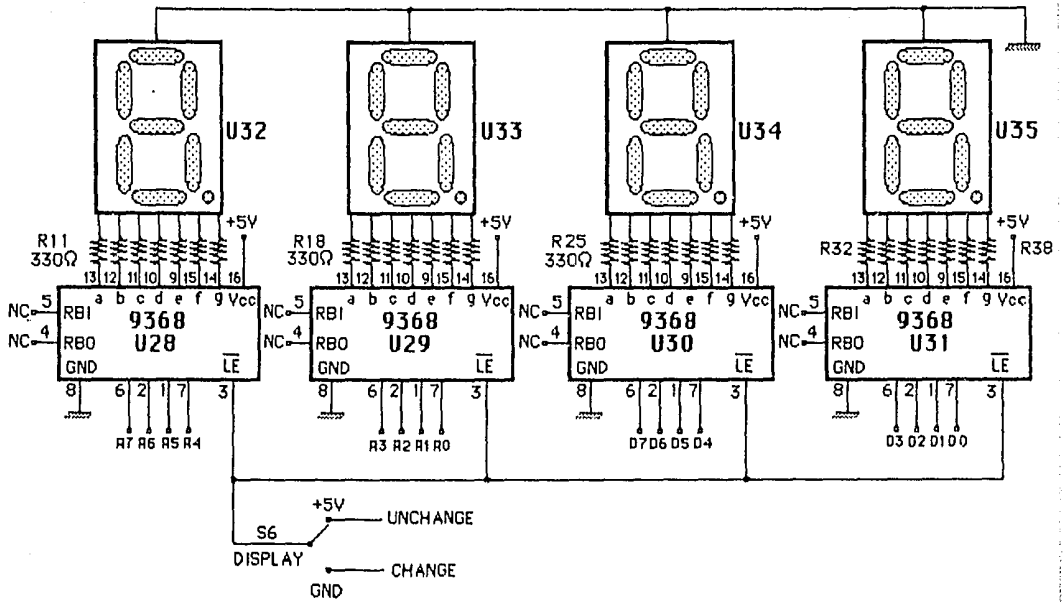 U32 U33 U34 U35
+5V +5V +5V +5V
R11 R18 R25 R32 R38
330Ω 330Ω 330Ω
13 12 11 10 9 15 14 16 13 12 11 10 9 15 14 16 13 12 11 10 9 15 14 16 13 12 11 10 9 15 14 16
a b c d e f g Vcc a b c d e f g Vcc a b c d e f g Vcc a b c d e f g Vcc
NC 5 RBI 9368 NC 5 RBI 9368 NC 5 RBI 9368 NC 5 RBI 9368
NC 4 RBO U28 NC 4 RBO U29 NC 4 RBO U30 NC 4 RBO U31
GND LE GND LE GND LE GND LE
8 6 2 1 7 3 8 6 2 1 7 3 8 6 2 1 7 3 8 6 2 1 7 3
A7 A6 A5 A4 A3 A2 A1 A0 D7 D6 D5 D4 D3 D2 D1 D0
+5V
UNCHANGE
S6
DISPLAY
CHANGE
GND